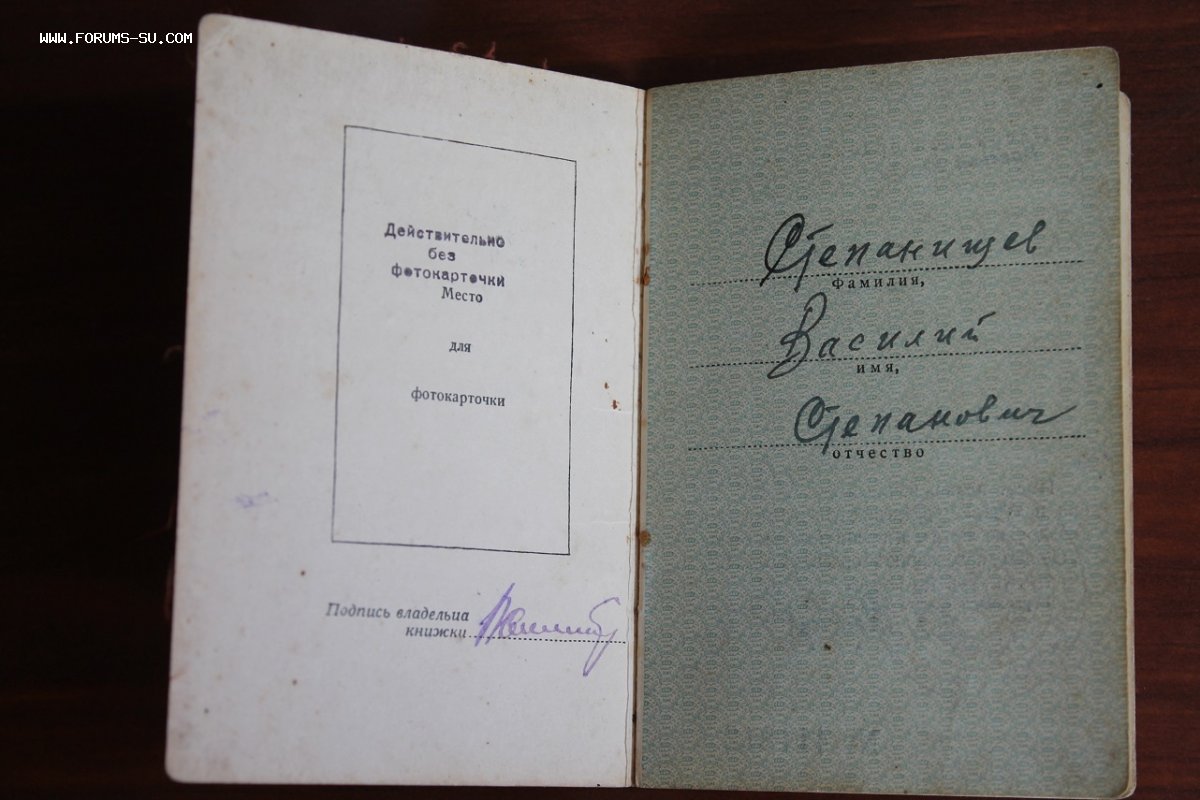 www.FORUMS-SU.COM
Действительно
без
фотокарточки
Место
для
фотокарточки
Подпись владельца
книжки
Степанищев
фамилия,
Василий
имя,
Степанович
отчество